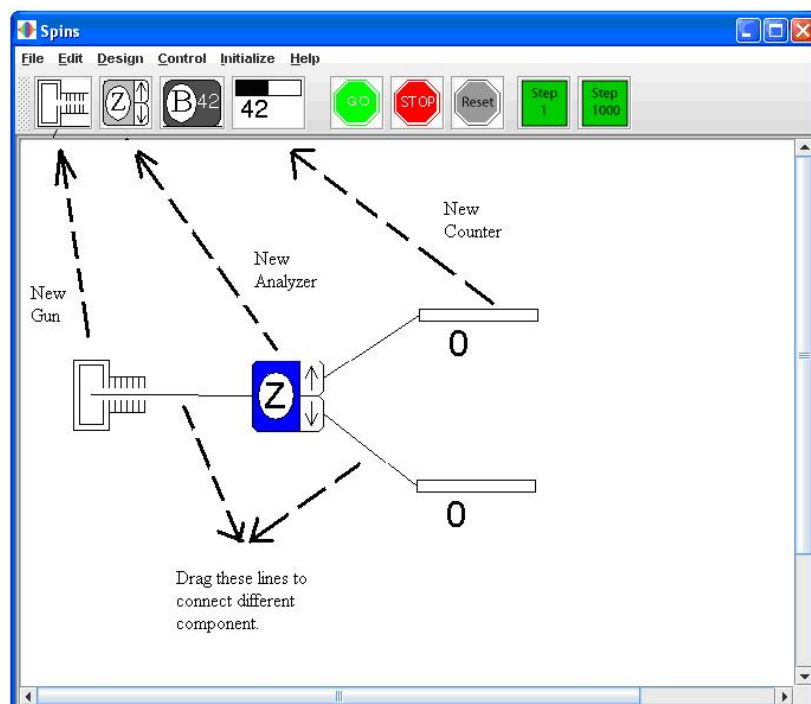 Spins
File Edit Design Control Initialize Help
Z
B 42
42
GO
STOP
Reset
Step
1
Step
1000
New
Counter
New
Analyzer
New
Gun
0
Z
0
Drag these lines to
connect different
component.